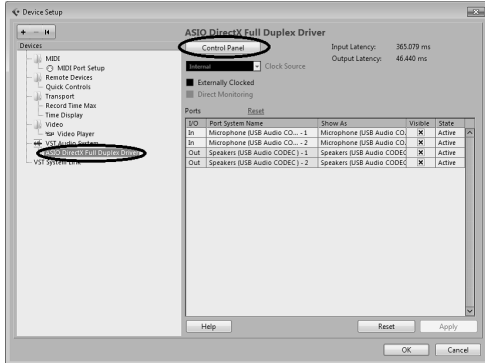 Device Setup
Devices
MIDI
MIDI Port Setup
Remote Devices
Quick Controls
Transport
Record Time Max
Time Display
Video
Video Player
VST Audio System
ASIO DirectX Full Duplex Driver
VST System Link
ASIO DirectX Full Duplex Driver
Control Panel
Input Latency: 365.079 ms
Output Latency: 46.440 ms
Internal Clock Source
Externally Clocked
Direct Monitoring
Ports Reset
I/O Port System Name Show As Visible State
In Microphone (USB Audio CO... - 1 Microphone (USB Audio CO. Active
In Microphone (USB Audio CO... - 2 Microphone (USB Audio CO. Active
Out Speakers (USB Audio CODEC ) - 1 Speakers (USB Audio CODEC Active
Out Speakers (USB Audio CODEC ) - 2 Speakers (USB Audio CODEC Active
Help Reset Apply
OK Cancel